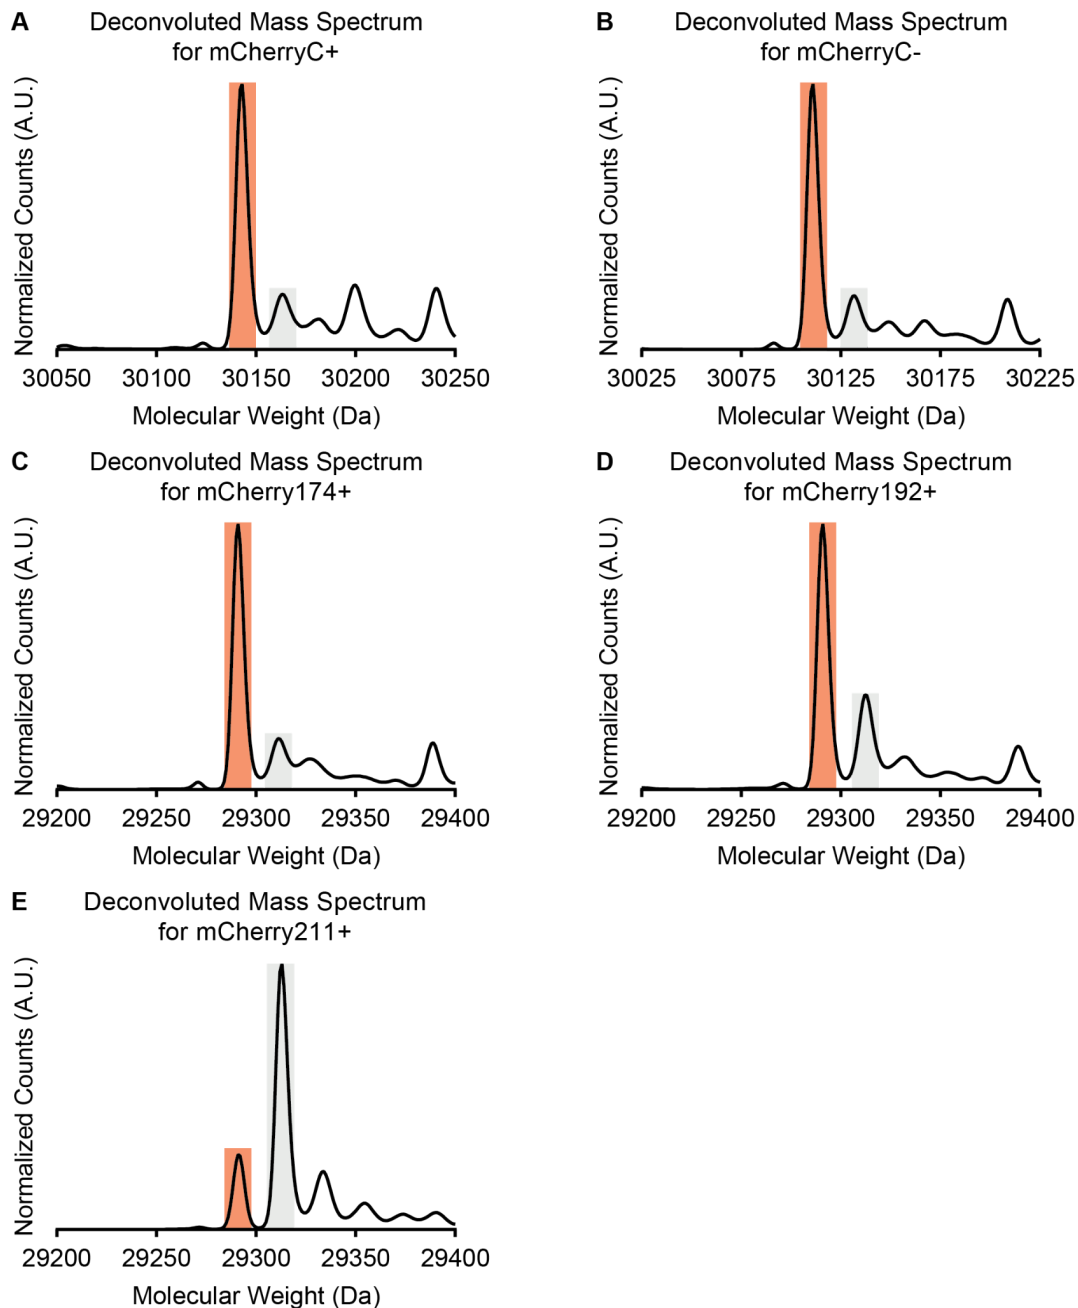 A
Deconvoluted Mass Spectrum
for mCherryC+
Normalized Counts (A.U.)
30050 30100 30150 30200 30250
Molecular Weight (Da)
B
Deconvoluted Mass Spectrum
for mCherryC-
Normalized Counts (A.U.)
30025 30075 30125 30175 30225
Molecular Weight (Da)
C
Deconvoluted Mass Spectrum
for mCherry174+
Normalized Counts (A.U.)
29200 29250 29300 29350 29400
Molecular Weight (Da)
D
Deconvoluted Mass Spectrum
for mCherry192+
Normalized Counts (A.U.)
29200 29250 29300 29350 29400
Molecular Weight (Da)
E
Deconvoluted Mass Spectrum
for mCherry211+
Normalized Counts (A.U.)
29200 29250 29300 29350 29400
Molecular Weight (Da)